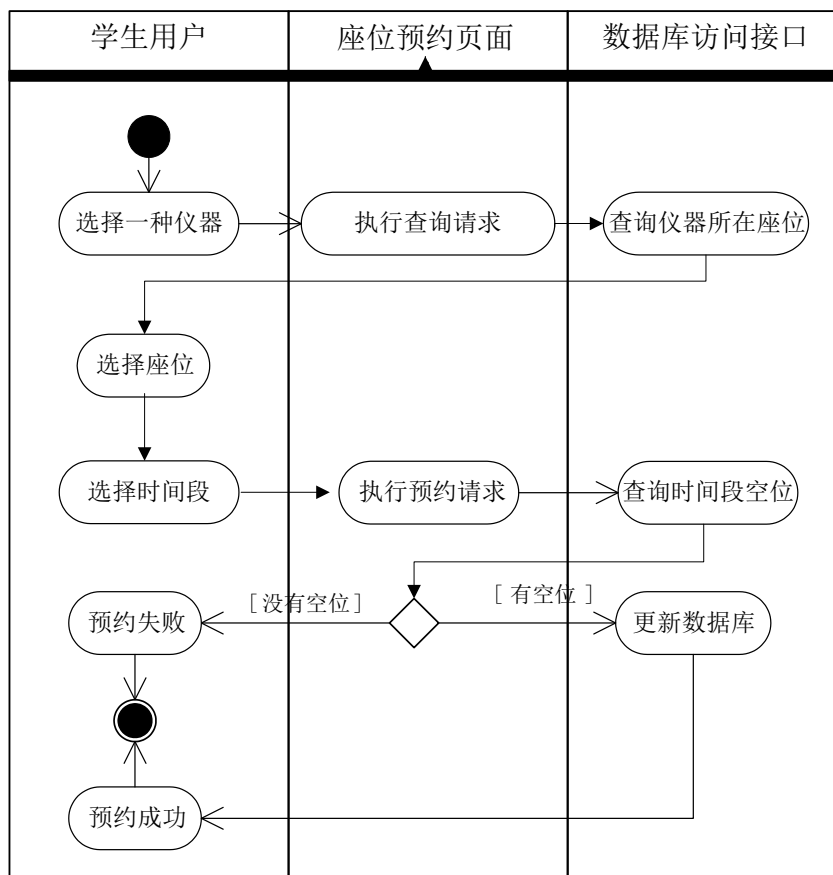 学生用户
座位预约页面
数据库访问接口
选择一种仪器
执行查询请求
查询仪器所在座位
选择座位
选择时间段
执行预约请求
查询时间段空位
[没有空位]
[有空位]
预约失败
更新数据库
预约成功